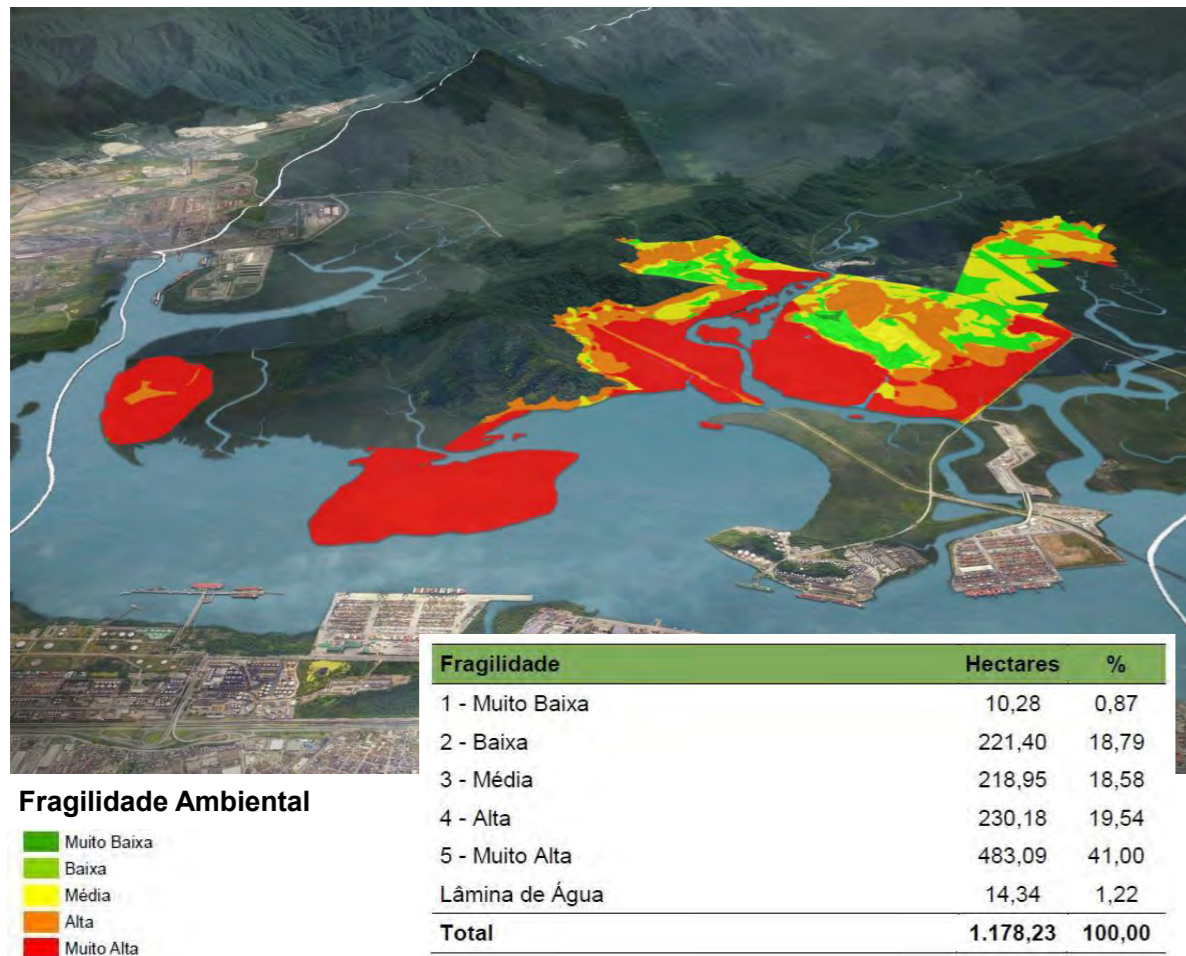 Fragilidade Hectares %
1 - Muito Baixa 10,28 0,87
2 - Baixa 221,40 18,79
3 - Média 218,95 18,58
4 - Alta 230,18 19,54
5 - Muito Alta 483,09 41,00
Lâmina de Água 14,34 1,22
Total 1.178,23 100,00
Fragilidade Ambiental
Muito Baixa
Baixa
Média
Alta
Muito Alta